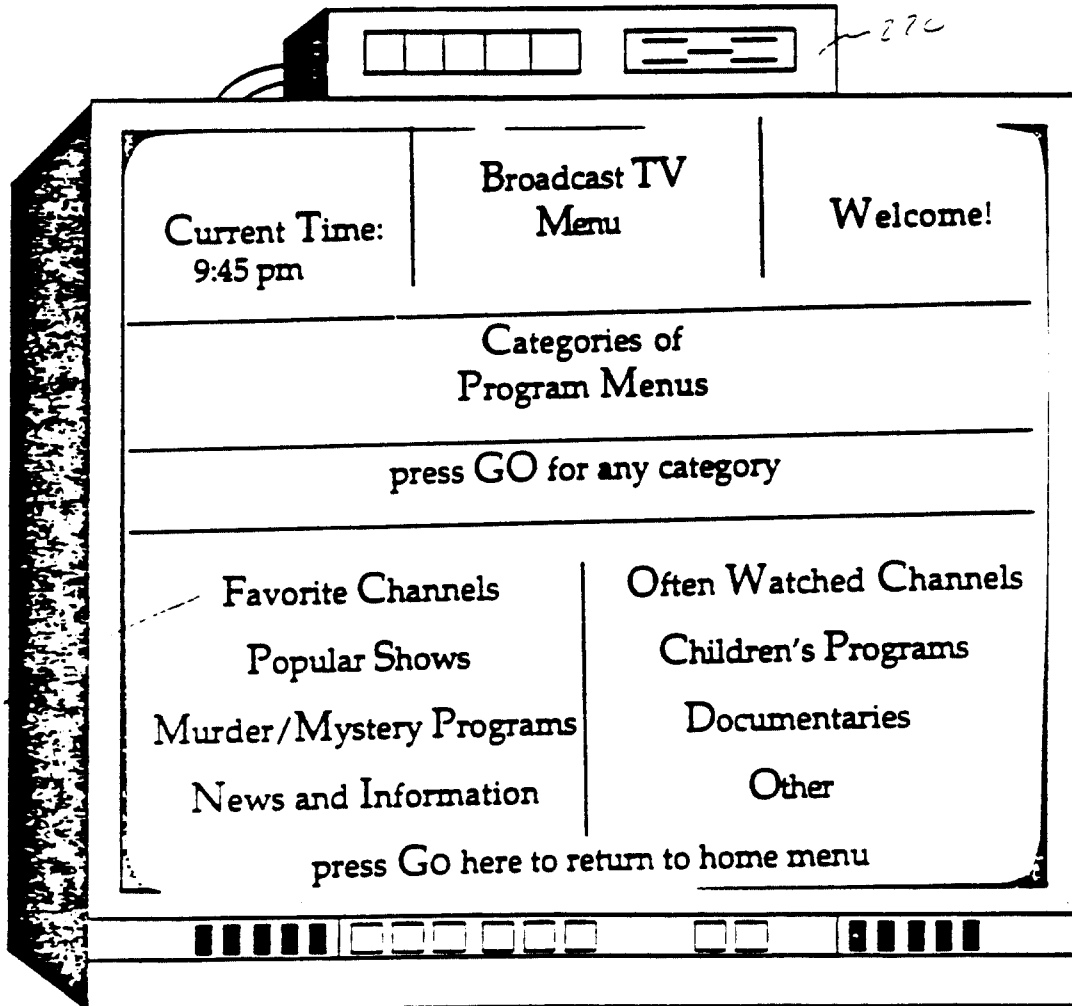 220
Current Time:
9:45 pm
Broadcast TV
Menu
Welcome!
Categories of
Program Menus
press GO for any category
Favorite Channels
Popular Shows
Murder/Mystery Programs
News and Information
Often Watched Channels
Children's Programs
Documentaries
Other
press GO here to return to home menu